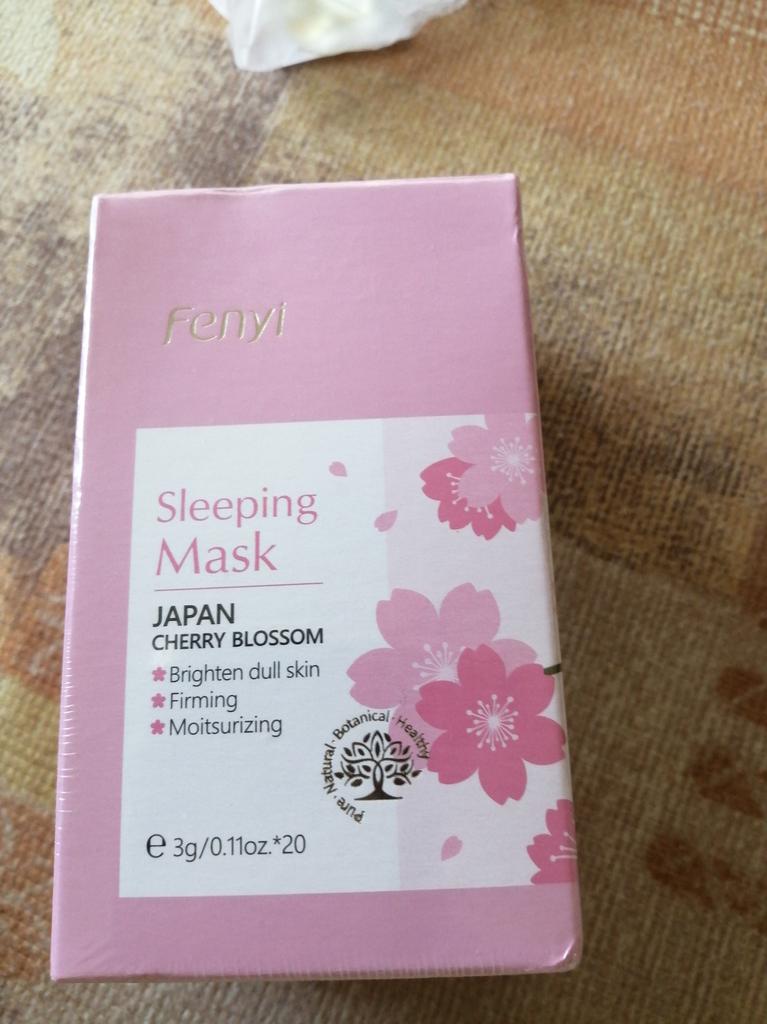 Fenyi
Sleeping
Mask
JAPAN
CHERRY BLOSSOM
Brighten dull skin
Firming
Moitsurizing
Pure · Natural · Botanical · Healthy
e 3g/0.11oz.*20